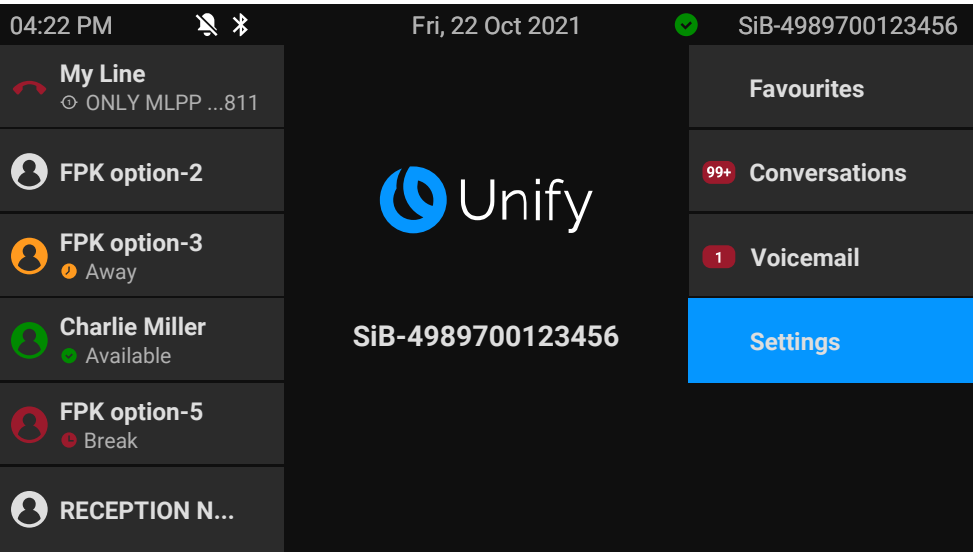 04:22 PM
Fri, 22 Oct 2021
SiB-4989700123456
My Line
ONLY MLPP ...811
FPK option-2
FPK option-3
Away
Charlie Miller
Available
FPK option-5
Break
RECEPTION N...
Unify
SiB-4989700123456
Favourites
99+ Conversations
1 Voicemail
Settings